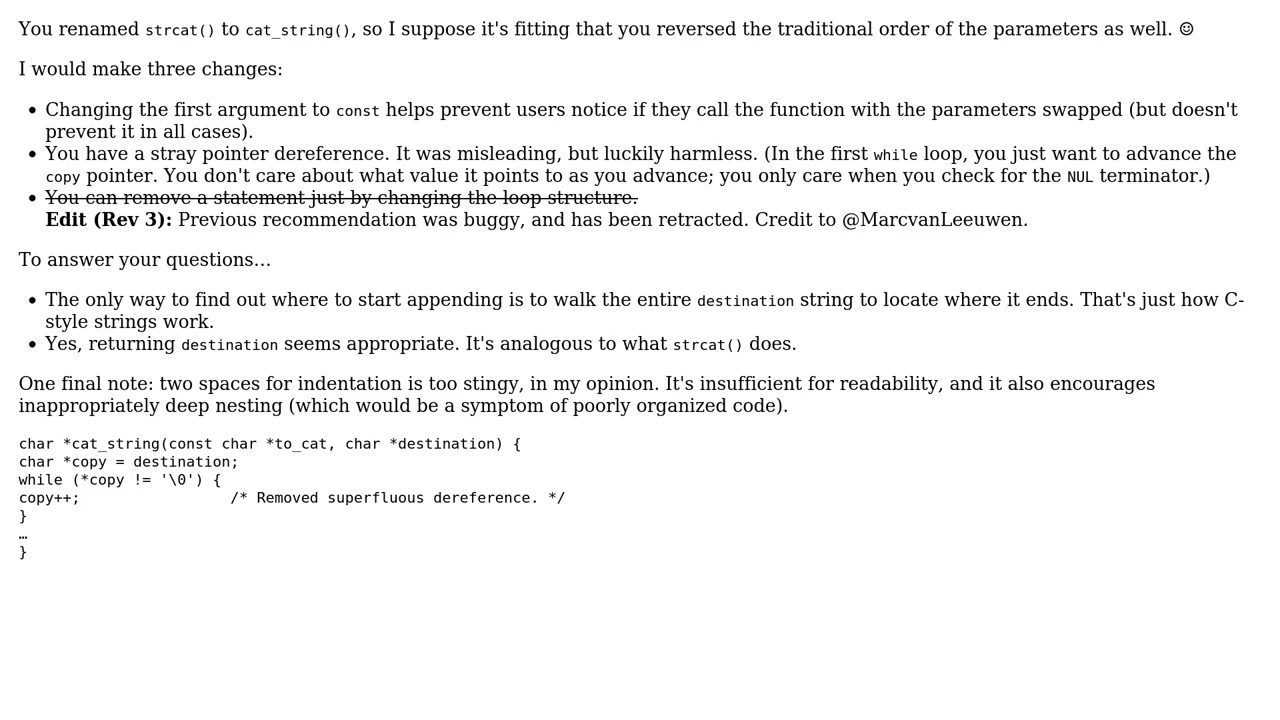 You renamed strcat() to cat_string(), so I suppose it's fitting that you reversed the traditional order of the parameters as well. ☺
I would make three changes:
• Changing the first argument to const helps prevent users notice if they call the function with the parameters swapped (but doesn't
prevent it in all cases).
• You have a stray pointer dereference. It was misleading, but luckily harmless. (In the first while loop, you just want to advance the
copy pointer. You don't care about what value it points to as you advance; you only care when you check for the NUL terminator.)
• You can remove a statement just by changing the loop structure.
Edit (Rev 3): Previous recommendation was buggy, and has been retracted. Credit to @MarcvanLeeuwen.
To answer your questions…
• The only way to find out where to start appending is to walk the entire destination string to locate where it ends. That's just how C-
style strings work.
• Yes, returning destination seems appropriate. It's analogous to what strcat() does.
One final note: two spaces for indentation is too stingy, in my opinion. It's insufficient for readability, and it also encourages
inappropriately deep nesting (which would be a symptom of poorly organized code).
char *cat_string(const char *to_cat, char *destination) {
char *copy = destination;
while (*copy != '\0') {
copy++;                 /* Removed superfluous dereference. */
}
…
}